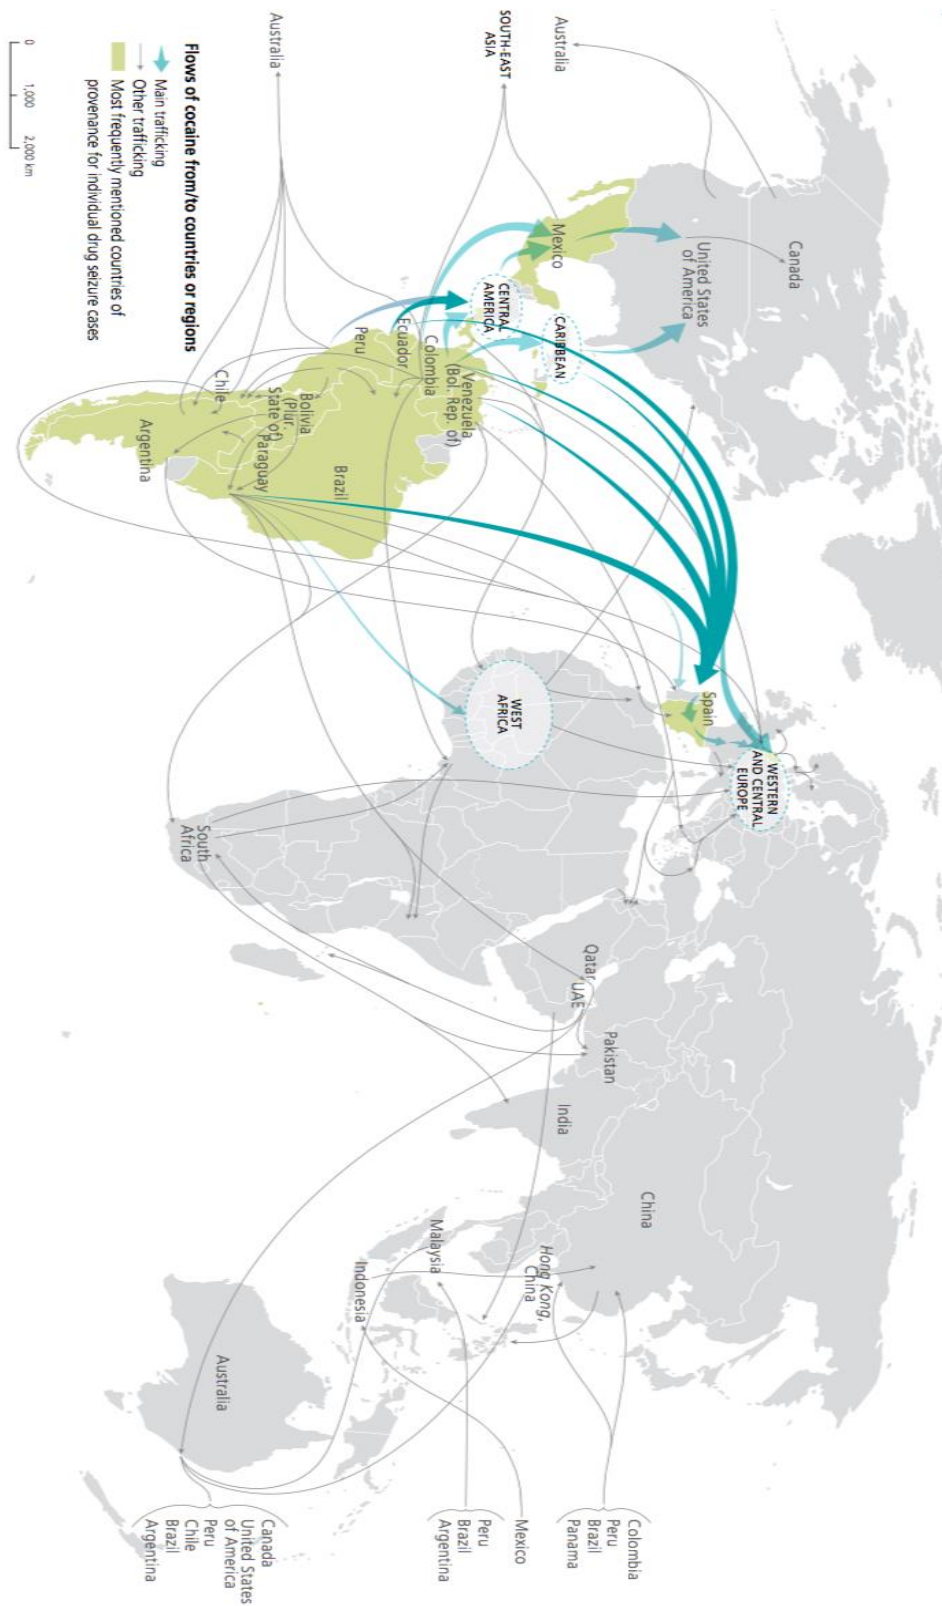 Australia
SOUTH-EAST
ASIA
Australia
Canada
United States
of America
Mexico
CENTRAL
AMERICA
CARIBBEAN
Venezuela
(Bol. Rep. of)
Colombia
Ecuador
Peru
Brazil
Bolivia
(Plur.
State of)
Paraguay
Chile
Argentina
Spain
WESTERN
AND CENTRAL
EUROPE
WEST
AFRICA
South
Africa
Qatar
UAE
Pakistan
India
China
Hong Kong,
China
Malaysia
Indonesia
Australia
Colombia
Peru
Brazil
Panama
Mexico
Peru
Brazil
Argentina
Canada
United States
of America
Peru
Chile
Brazil
Argentina
Flows of cocaine from/to countries or regions
Main trafficking
Other trafficking
Most frequently mentioned countries of
provenance for individual drug seizure cases
0 1,000 2,000 km